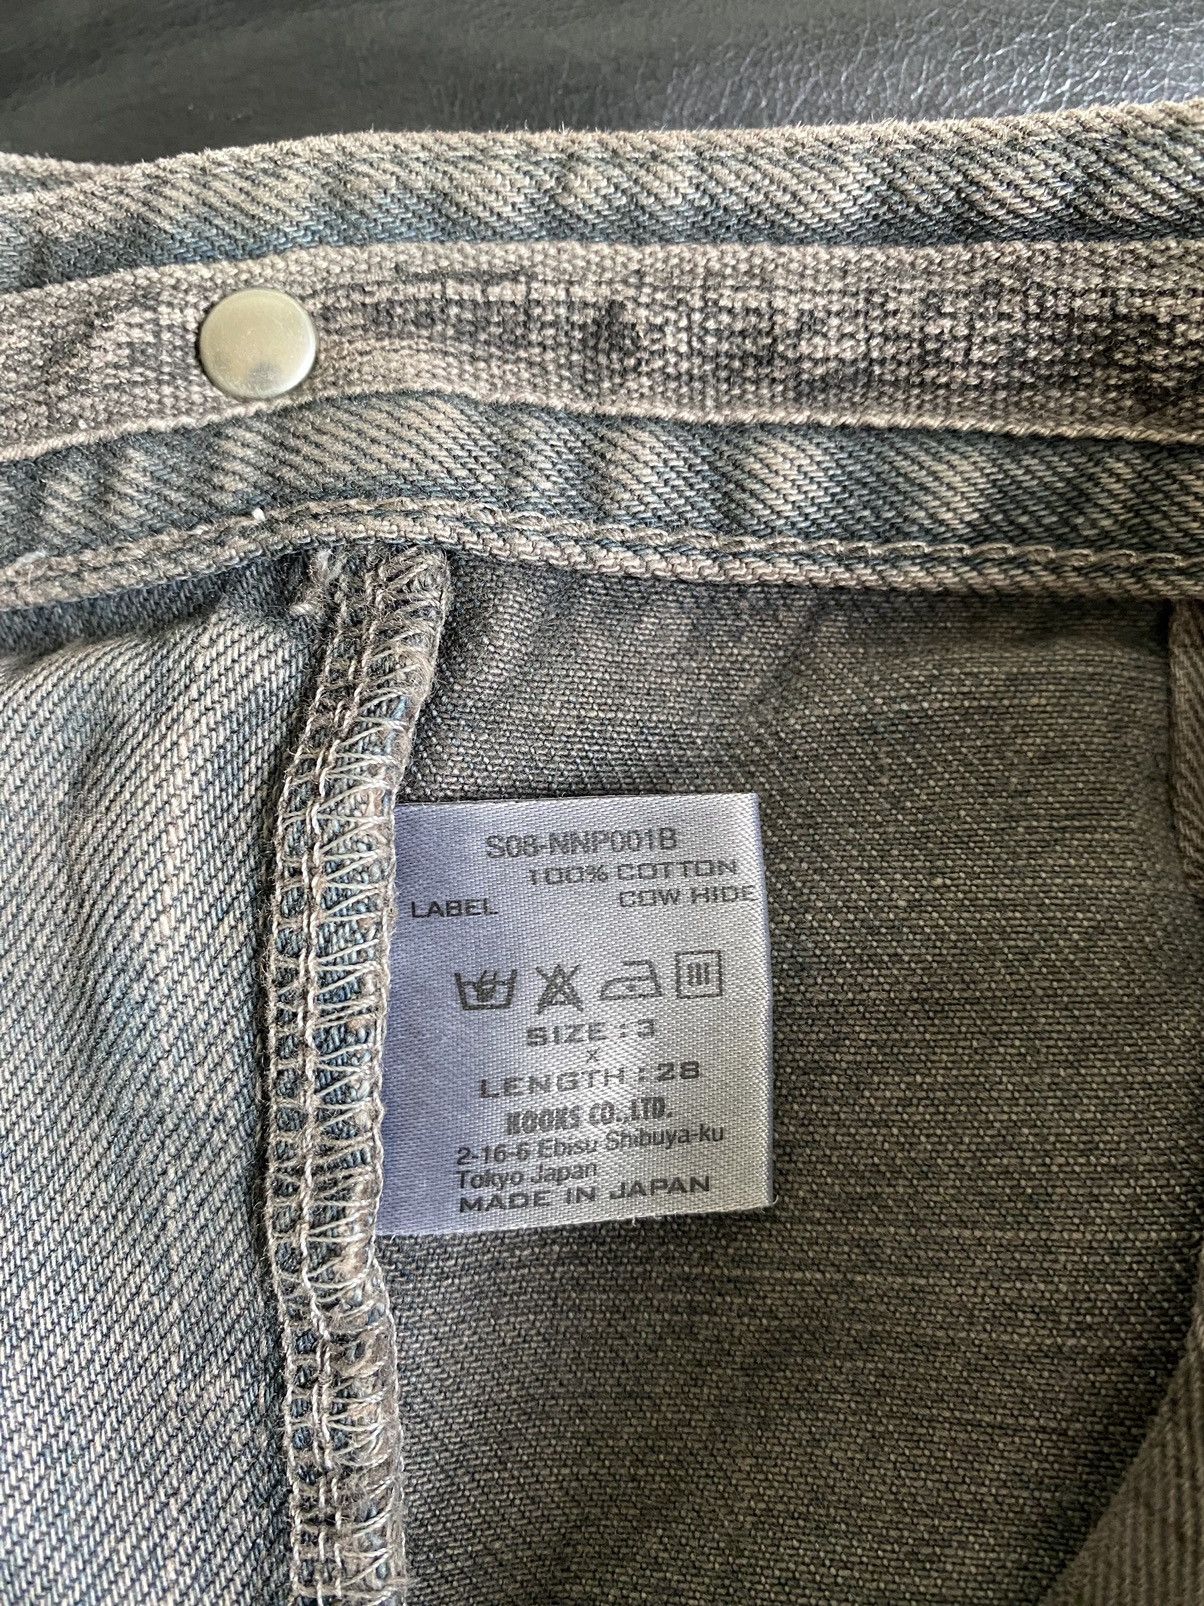 S08-NNP001B
100% COTTON
LABEL COW HIDE
SIZE : 3
x
LENGTH : 28
KOOKS CO.,LTD.
2-16-6 Ebisu Shibuya-ku
Tokyo Japan
MADE IN JAPAN